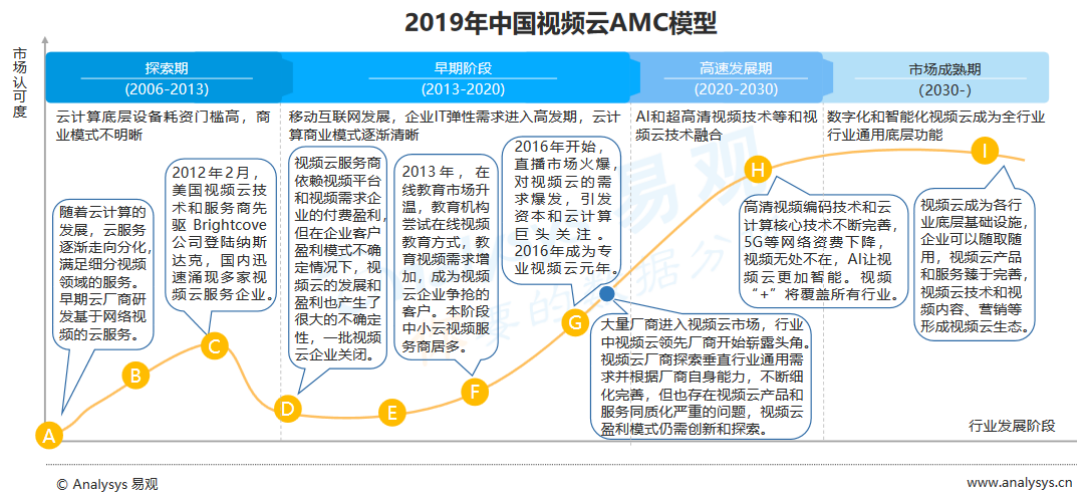 2019年中国视频云AMC模型
市场认可度
探索期
(2006-2013)
早期阶段
(2013-2020)
高速发展期
(2020-2030)
市场成熟期
(2030-)
云计算底层设备耗资门槛高，商
业模式不明晰
移动互联网发展，企业IT弹性需求进入高发期，云计
算商业模式逐渐清晰
AI和超高清视频技术等和视
频云技术融合
数字化和智能化视频云成为全行业
行业通用底层功能
随着云计算的
发展，云服务
逐渐走向分化，
满足细分视频
领域的服务。
早期云厂商研
发基于网络视
频的云服务。
2012年2月，
美国视频云技
术和服务商先
驱 Brightcove
公司登陆纳斯
达克，国内迅
速涌现多家视
频云服务企业。
视频云服务商
依赖视频平台
和视频需求企
业的付费盈利，
但在企业客户
盈利模式不确
定情况下，视
频云的发展和
盈利也产生了
很大的不确定
性，一批视频
云企业关闭。
2013年，在
线教育市场升
温，教育机构
尝试在线视频
教育方式，教
育视频需求增
加，成为视频
云企业争抢的
客户。本阶段
中小云视频服
务商居多。
2016年开始，
直播市场火爆，
对视频云的需
求爆发，引发
资本和云计算
巨头关注。
2016年成为专
业视频云元年。
大量厂商进入视频云市场，行业
中视频云领先厂商开始崭露头角。
视频云厂商探索垂直行业通用需
求并根据厂商自身能力，不断细
化完善，但也存在视频云产品和
服务同质化严重的问题，视频云
盈利模式仍需创新和探索。
高清视频编码技术和云
计算核心技术不断完善，
5G等网络资费下降，
视频无处不在，AI让视
频云更加智能。视频
“+”将覆盖所有行业。
视频云成为各行
业底层基础设施，
企业可以随取随
用，视频云产品
和服务臻于完善，
视频云技术和视
频内容、营销等
形成视频云生态。
A
B
C
D
E
F
G
H
I
行业发展阶段
© Analysys 易观
www.analysys.cn